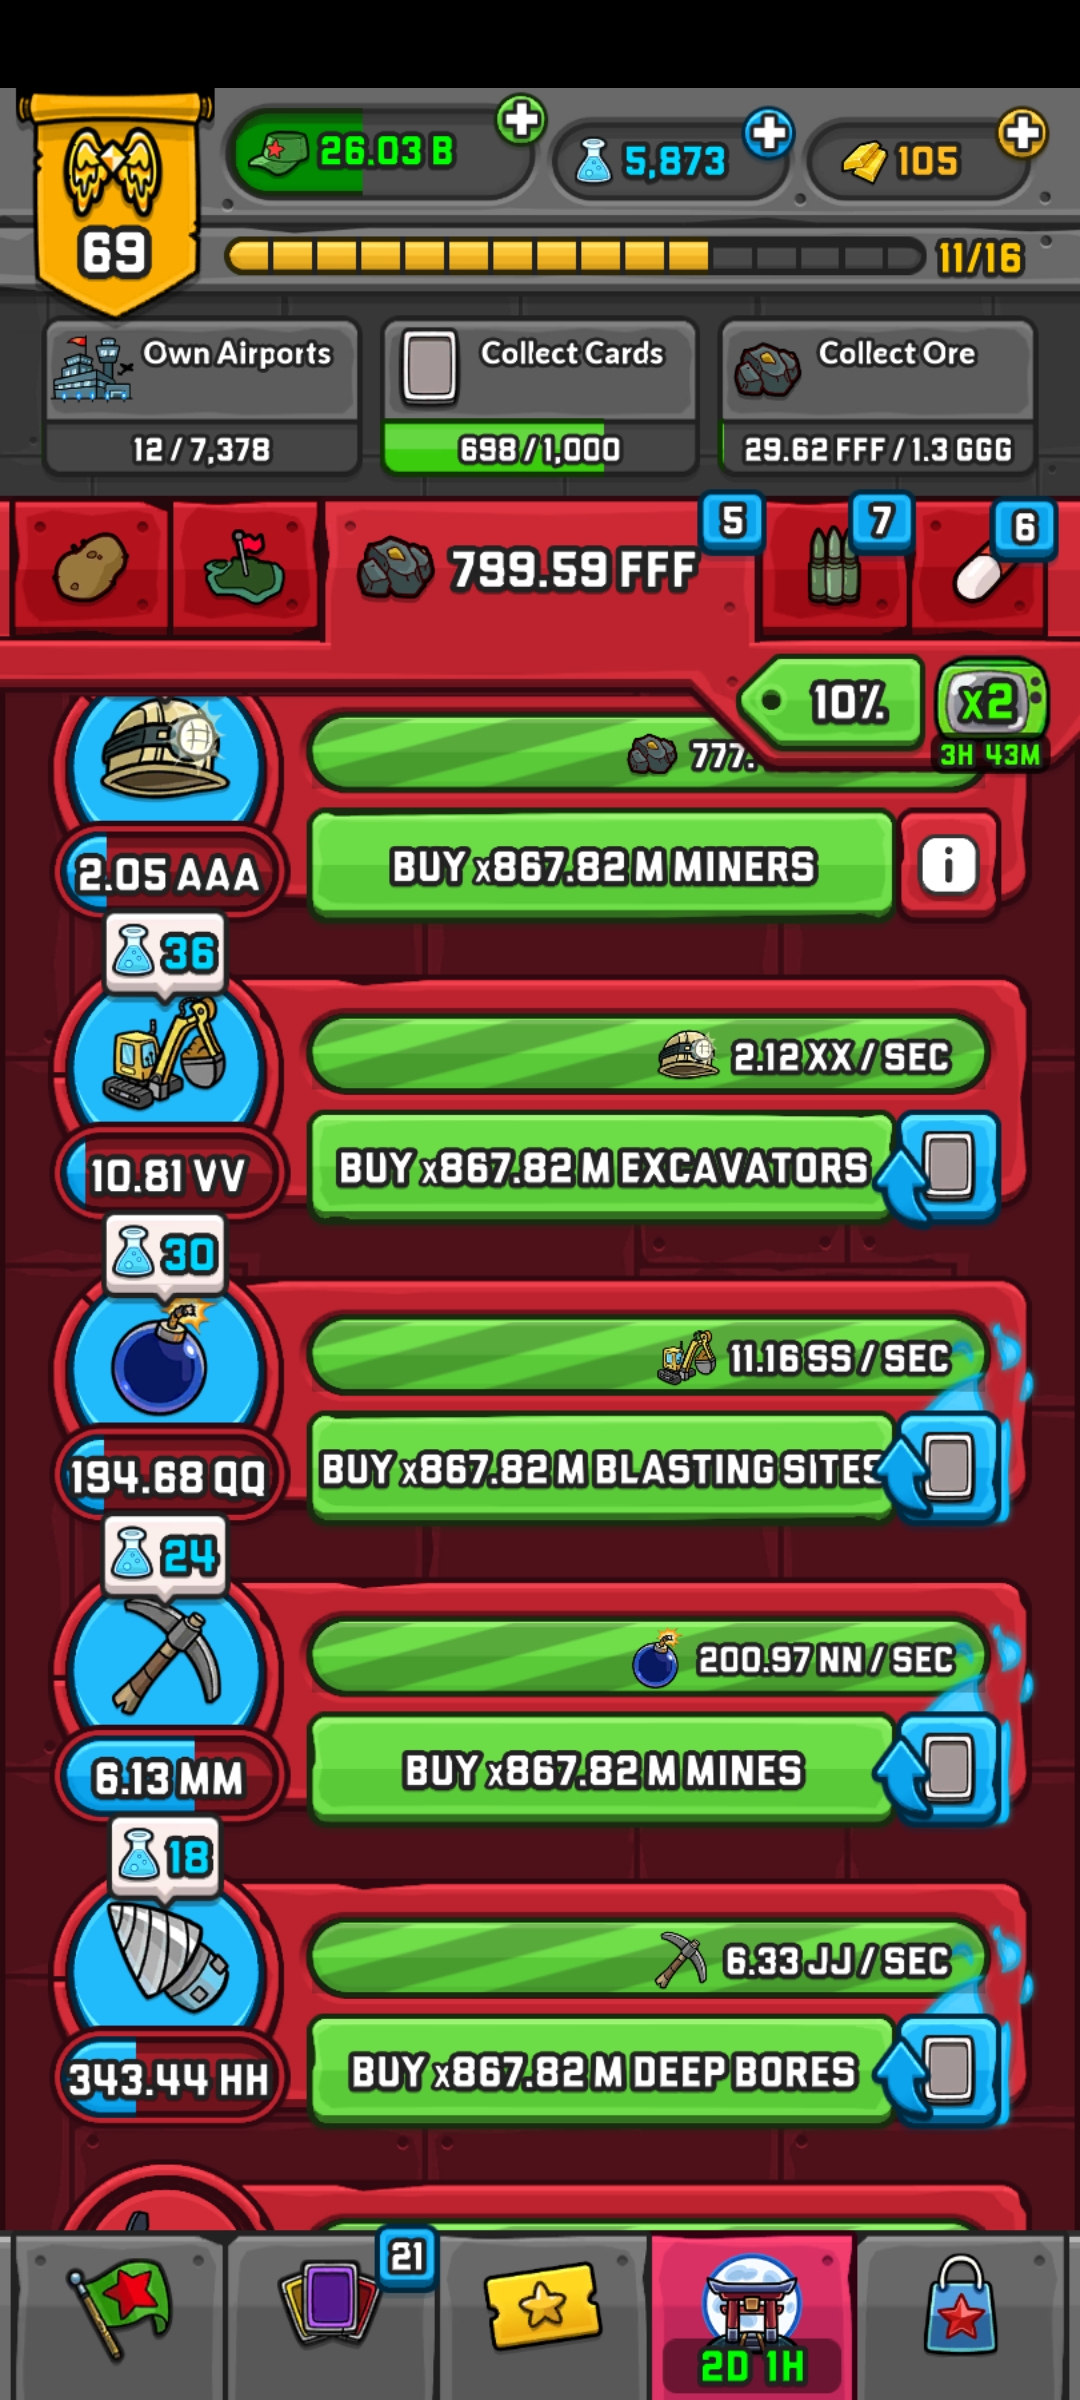 69
26.03 B
5,873
105
11/16
Own Airports
12 / 7,378
Collect Cards
698 / 1,000
Collect Ore
29.62 FFF / 1.3 GGG
799.59 FFF
5
7
6
10%
x2
3H 43M
777.
2.05 AAA
BUY x867.82 M MINERS
i
36
2.12 XX / SEC
10.81 VV
BUY x867.82 M EXCAVATORS
30
11.16 SS / SEC
194.68 QQ
BUY x867.82 M BLASTING SITES
24
200.97 NN / SEC
6.13 MM
BUY x867.82 M MINES
18
6.33 JJ / SEC
343.44 HH
BUY x867.82 M DEEP BORES
21
2D 1H